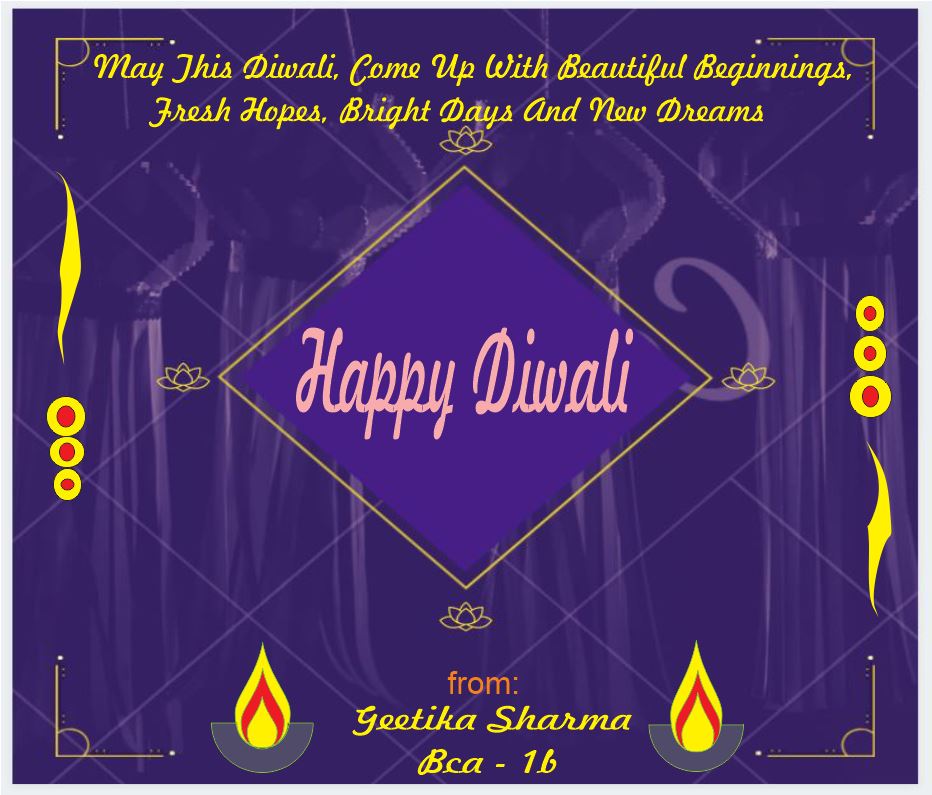 May This Diwali, Come Up With Beautiful Beginnings,
Fresh Hopes, Bright Days And New Dreams
Happy Diwali
from:
Geetika Sharma
Bca - 1b